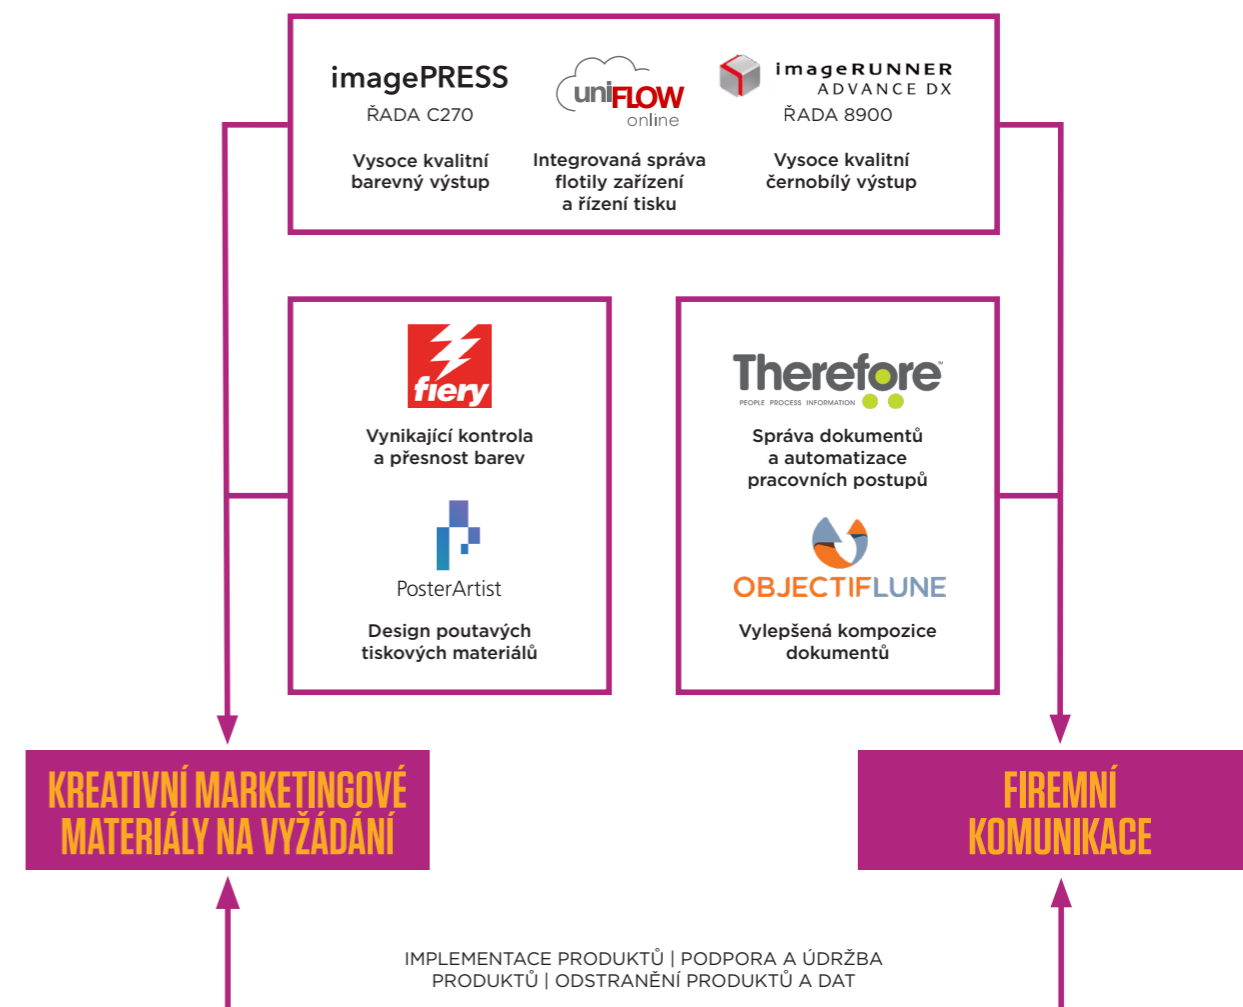 imagePRESS
ŘADA C270
Vysoce kvalitní
barevný výstup
uniFLOW
online
Integrovaná správa
flotily zařízení
a řízení tisku
imageRUNNER
ADVANCE DX
ŘADA 8900
Vysoce kvalitní
černobílý výstup
fiery
Vynikající kontrola
a přesnost barev
PosterArtist
Design poutavých
tiskových materiálů
Therefore™
PEOPLE PROCESS INFORMATION
Správa dokumentů
a automatizace
pracovních postupů
OBJECTIFLUNE
Vylepšená kompozice
dokumentů
KREATIVNÍ MARKETINGOVÉ
MATERIÁLY NA VYŽÁDÁNÍ
FIREMNÍ
KOMUNIKACE
IMPLEMENTACE PRODUKTŮ | PODPORA A ÚDRŽBA
PRODUKTŮ | ODSTRANĚNÍ PRODUKTŮ A DAT